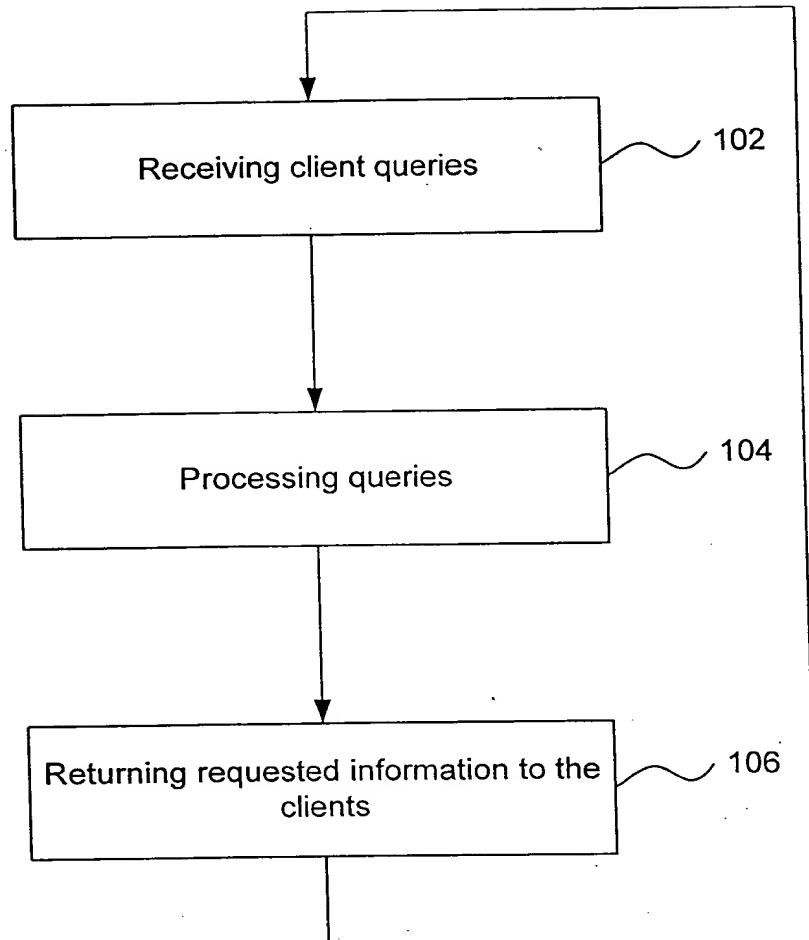 Receiving client queries
102
Processing queries
104
Returning requested information to the
clients
106